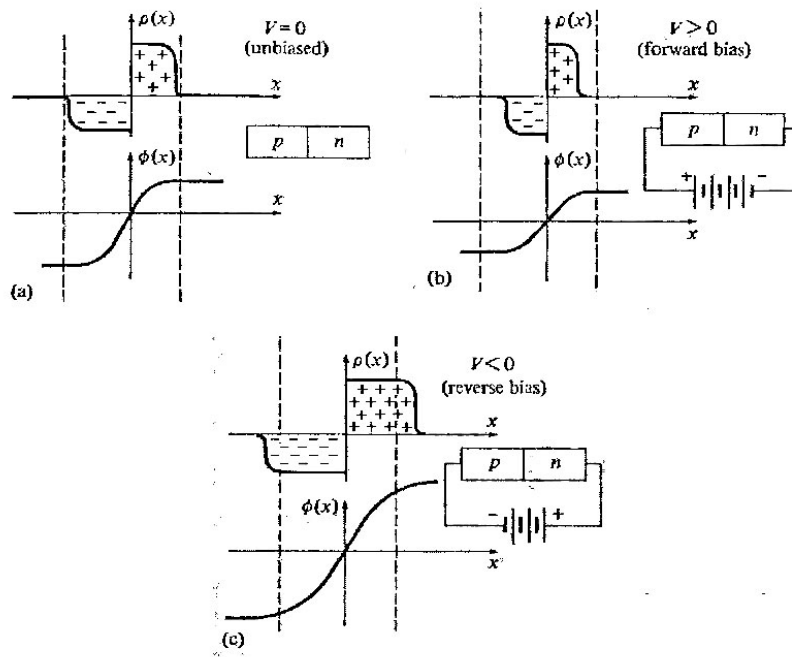 ρ(x)
V = 0
(unbiased)
+ +
+
+ +
+
+ +
x
– – – –
– – –
p n
ϕ(x)
x
(a)
ρ(x)
V > 0
(forward bias)
+
+ +
+
+ +
x
– – –
– –
p n
+ –
ϕ(x)
x
(b)
ρ(x)
V < 0
(reverse bias)
+ + + +
+ + + +
+ + + +
+ + + +
x
– – – – –
– – – – –
p n
– +
ϕ(x)
x
(c)